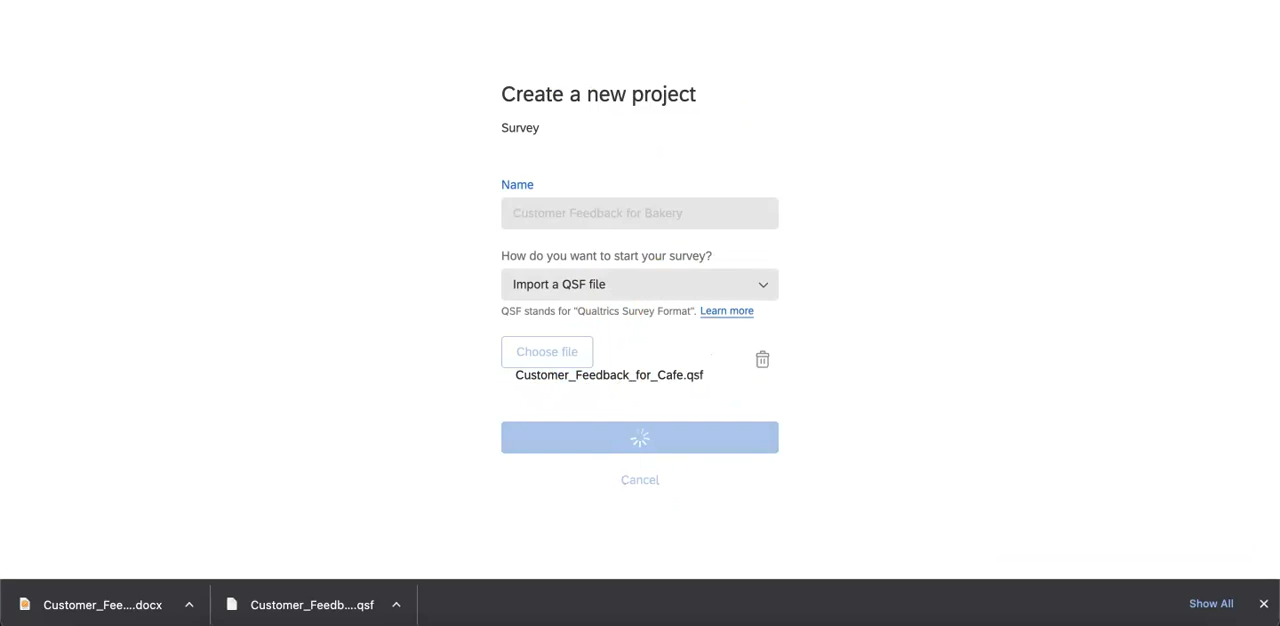 Create a new project
Survey
Name
Customer Feedback for Bakery
How do you want to start your survey?
Import a QSF file
QSF stands for "Qualtrics Survey Format". Learn more
Choose file
Customer_Feedback_for_Cafe.qsf
Cancel
Customer_Fee....docx
Customer_Feedb....qsf
Show All